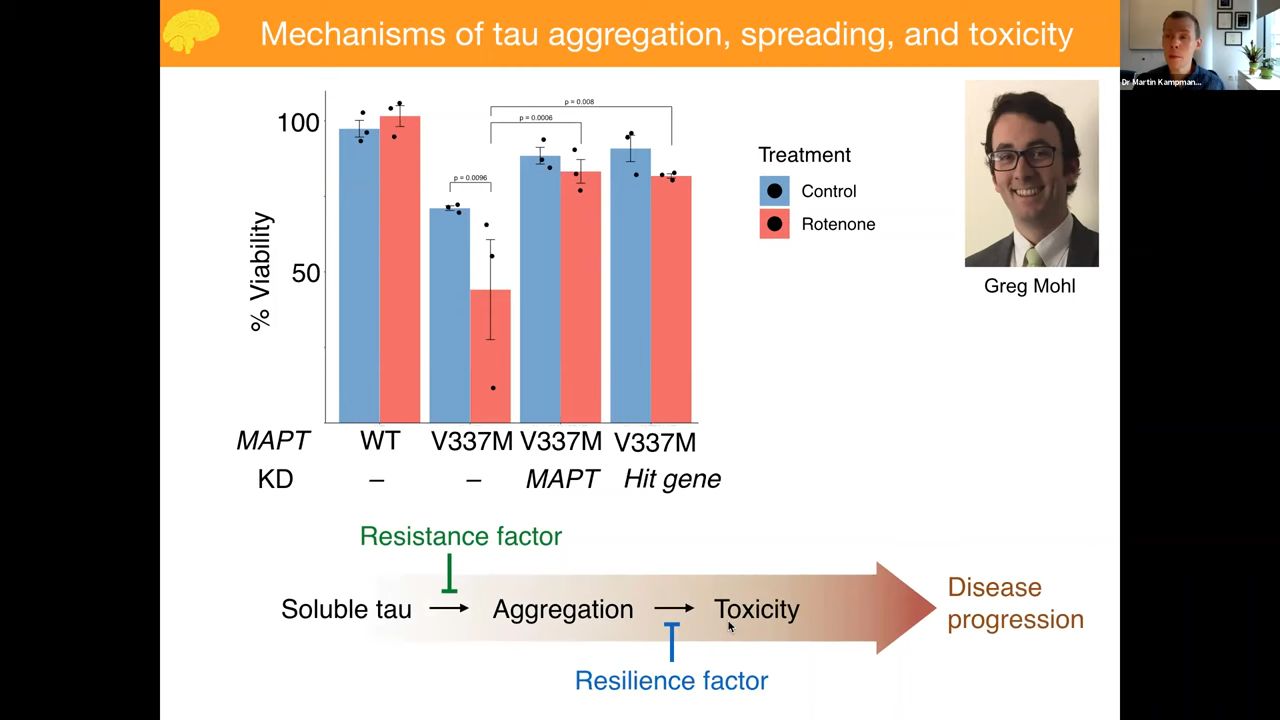 Mechanisms of tau aggregation, spreading, and toxicity
Dr Martin Kampman...
p = 0.008
p = 0.0006
p = 0.0096
100
50
% Viability
Treatment
Control
Rotenone
Greg Mohl
MAPT WT V337M V337M V337M
KD – – MAPT Hit gene
Resistance factor
Soluble tau → Aggregation → Toxicity
Disease
progression
Resilience factor